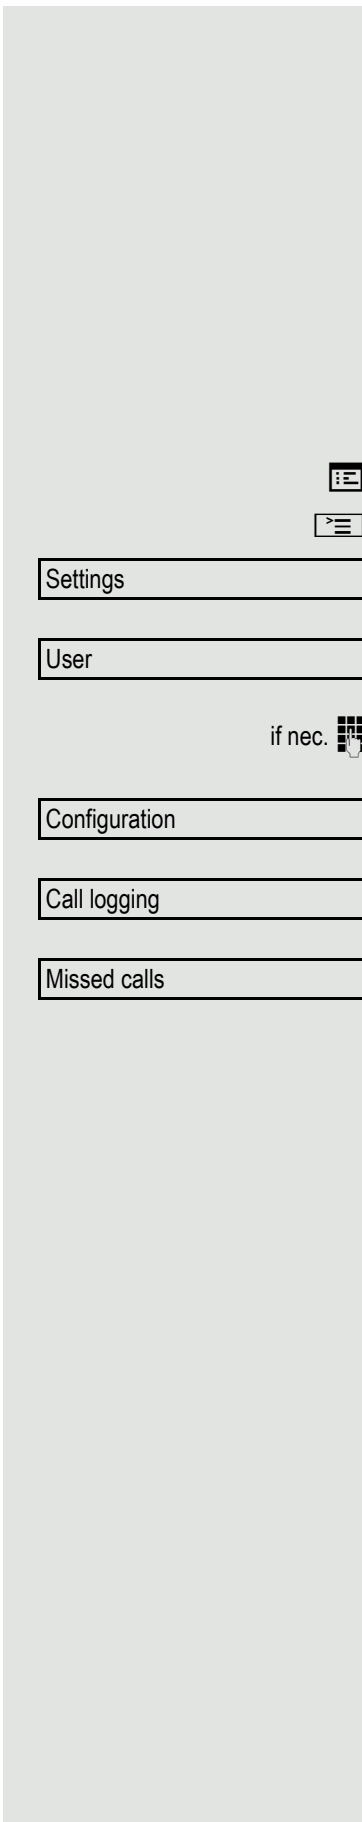 Settings
User
if nec.
Configuration
Call logging
Missed calls